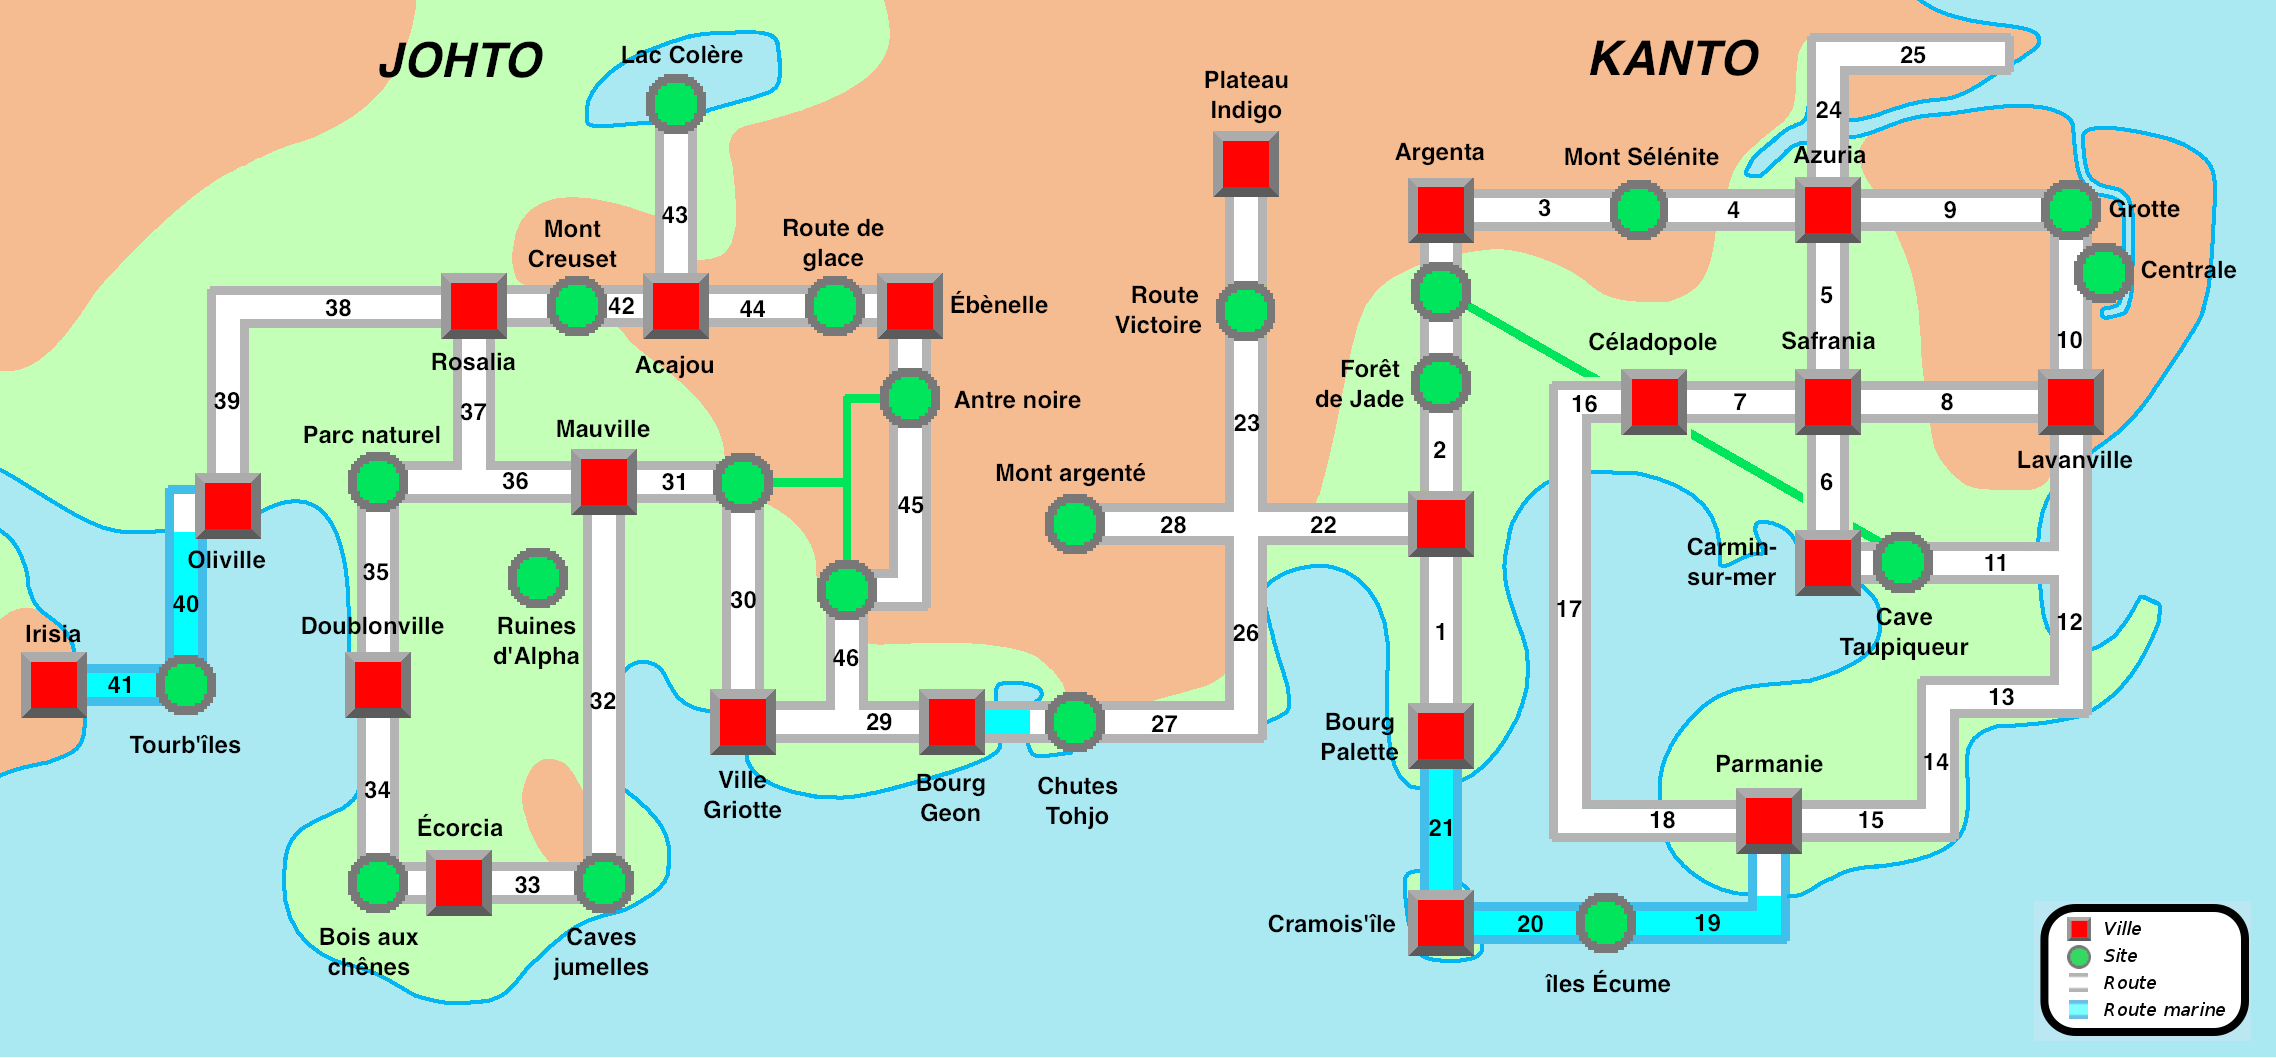 JOHTO
KANTO
Lac Colère
25
Plateau
Indigo
24
Argenta
Mont Sélénite
Azuria
43
3
4
9
Grotte
Mont
Creuset
Route de
glace
Centrale
38
42
44
Ébènelle
Route
Victoire
5
10
Rosalia
Acajou
Céladopole
Safrania
Forêt
de Jade
39
37
Antre noire
16
7
8
Parc naturel
Mauville
23
2
Lavanville
36
31
Mont argenté
6
45
28
22
Oliville
Carmin-
sur-mer
11
35
40
30
17
Cave
Taupiqueur
12
Irisia
Doublonville
Ruines
d'Alpha
26
1
41
46
32
13
Tourb'îles
29
27
Bourg
Palette
14
Parmanie
34
Ville
Griotte
Bourg
Geon
Chutes
Tohjo
Écorcia
21
18
15
33
Bois aux
chênes
Caves
jumelles
Cramois'île
20
19
îles Écume
Ville
Site
Route
Route marine